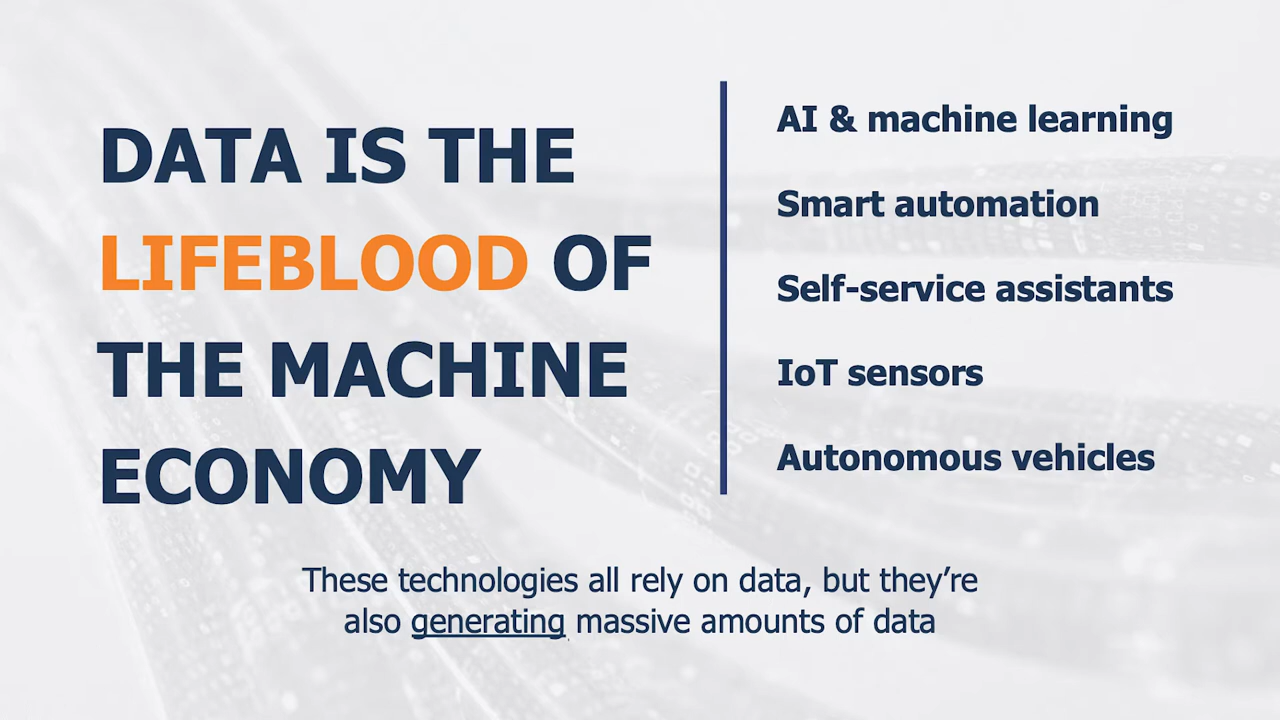 DATA IS THE
LIFEBLOOD OF
THE MACHINE
ECONOMY
AI & machine learning
Smart automation
Self-service assistants
IoT sensors
Autonomous vehicles
These technologies all rely on data, but they’re
also generating massive amounts of data